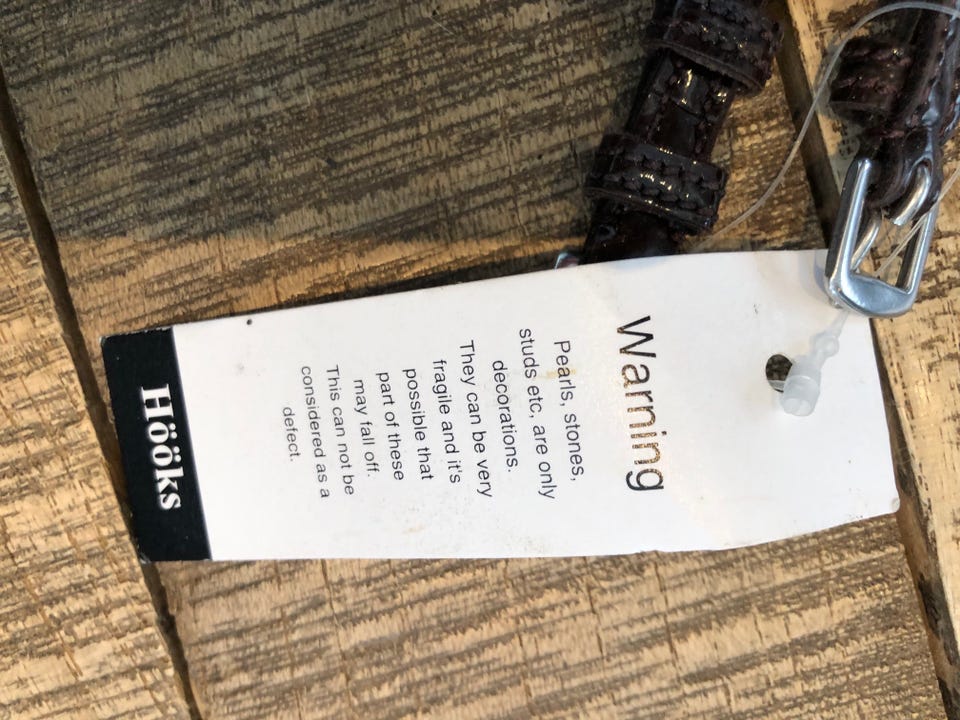 Warning
Pearls, stones,
studs etc, are only
decorations.
They can be very
fragile and it's
possible that
part of these
may fall off.
This can not be
considered as a
defect.
Hööks